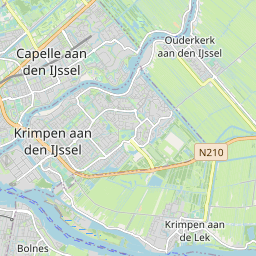 Ouderkerk
aan den IJssel
Capelle aan
den IJssel
Krimpen aan
den IJssel
N210
Krimpen aan
de Lek
Bolnes